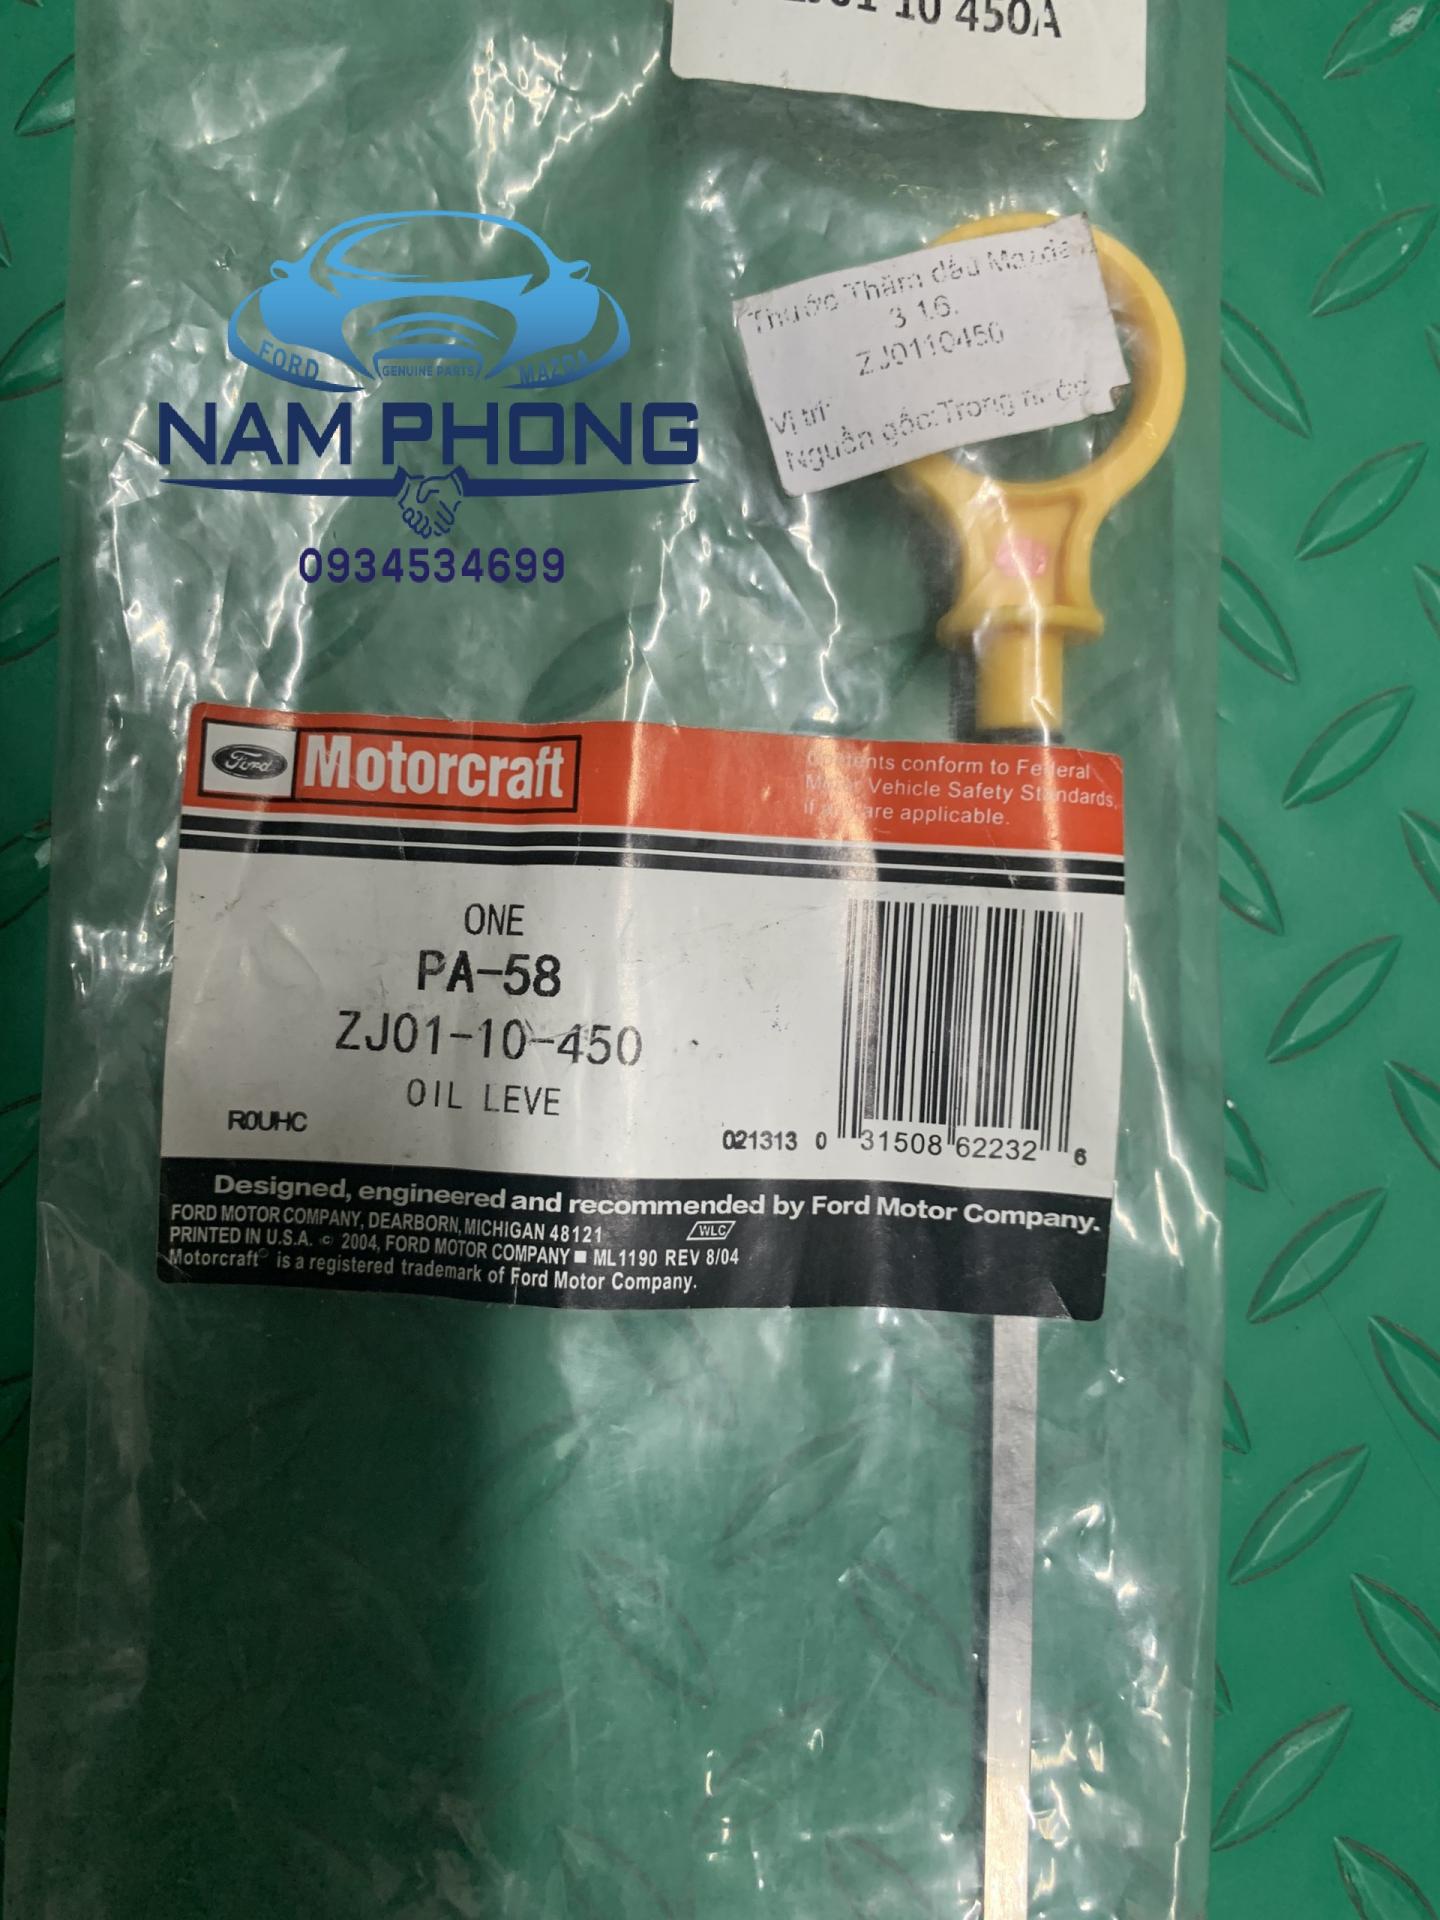 10 450A
Thước Thăm dầu Mazda
3 1.6.
ZJ0110450
Vị trí:
Nguồn gốc:Trong nước
FORD
GENUINE PARTS
MAZDA
NAM PHONG
0934534699
Ford
Motorcraft
Contents conform to Federal
Motor Vehicle Safety Standards,
if any are applicable.
ONE
PA-58
ZJ01-10-450
OIL LEVE
R0UHC
021313 0 31508 62232 6
Designed, engineered and recommended by Ford Motor Company.
FORD MOTOR COMPANY, DEARBORN, MICHIGAN 48121 WLC
PRINTED IN U.S.A. © 2004, FORD MOTOR COMPANY ■ ML1190 REV 8/04
Motorcraft® is a registered trademark of Ford Motor Company.